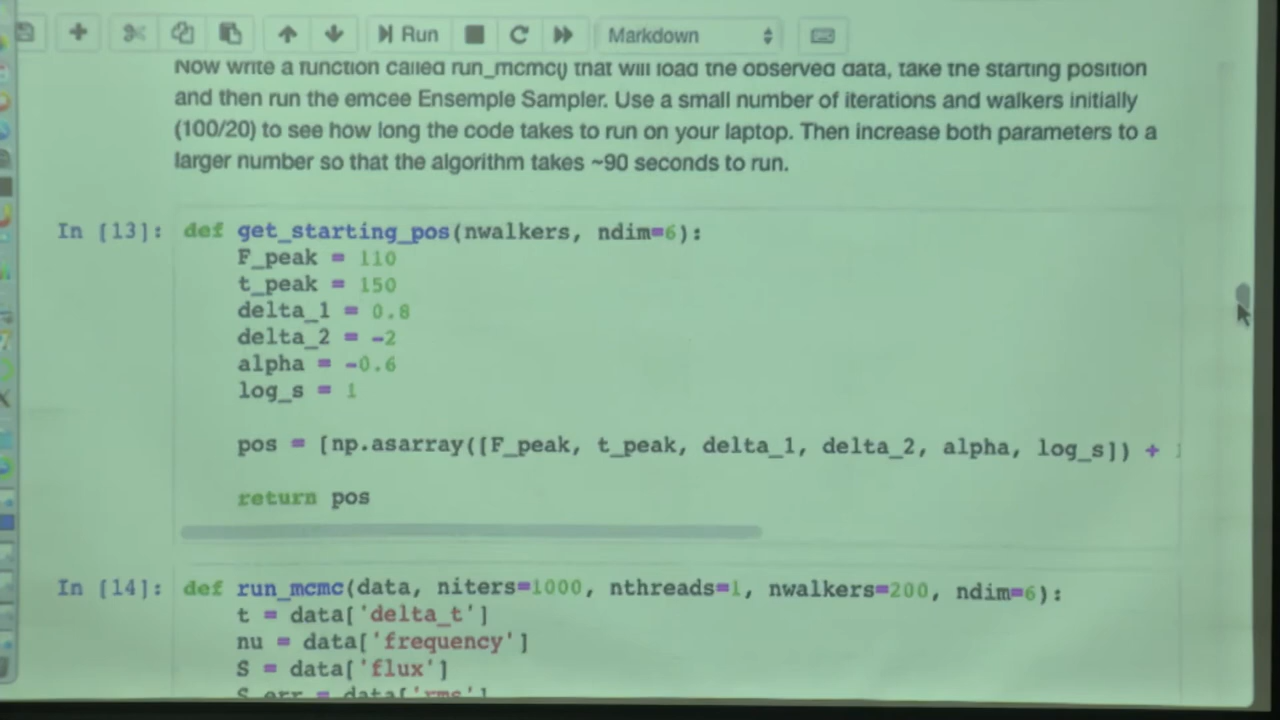 Run Markdown
Now write a function called run_mcmc() that will load the observed data, take the starting position
and then run the emcee Ensemple Sampler. Use a small number of iterations and walkers initially
(100/20) to see how long the code takes to run on your laptop. Then increase both parameters to a
larger number so that the algorithm takes ~90 seconds to run.
In [13]: def get_starting_pos(nwalkers, ndim=6):
F_peak = 110
t_peak = 150
delta_1 = 0.8
delta_2 = -2
alpha = -0.6
log_s = 1
pos = [np.asarray([F_peak, t_peak, delta_1, delta_2, alpha, log_s]) +
return pos
In [14]: def run_mcmc(data, niters=1000, nthreads=1, nwalkers=200, ndim=6):
t = data['delta_t']
nu = data['frequency']
S = data['flux']
S_err = data['rms']